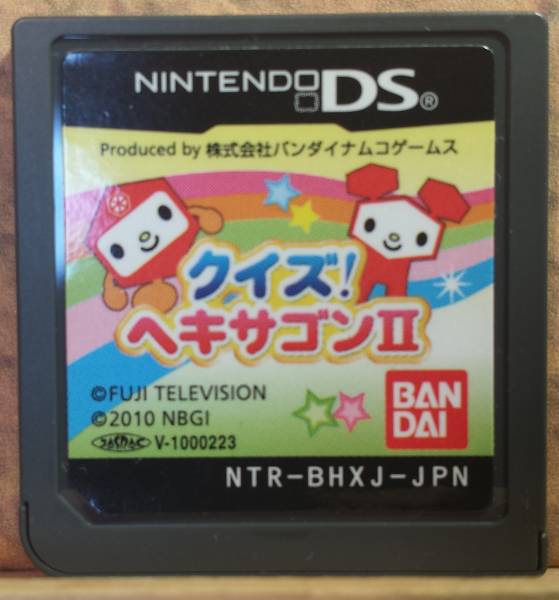 NINTENDO DS®
Produced by 株式会社バンダイナムコゲームス
クイズ!
ヘキサゴンII
©FUJI TELEVISION
©2010 NBGI
JASRAC V-1000223
BAN
DAI
NTR-BHXJ-JPN